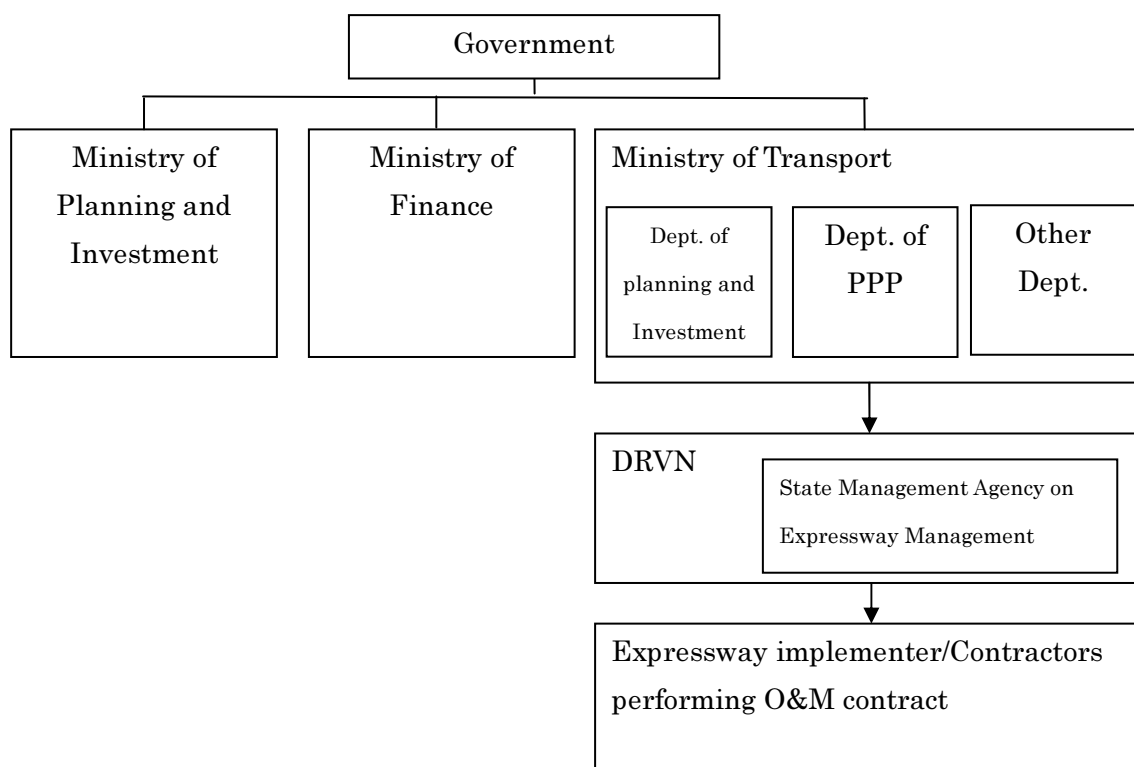 Government
Ministry of
Planning and
Investment
Ministry of
Finance
Ministry of Transport
Dept. of
planning and
Investment
Dept. of
PPP
Other
Dept.
DRVN
State Management Agency on
Expressway Management
Expressway implementer/Contractors
performing O&M contract